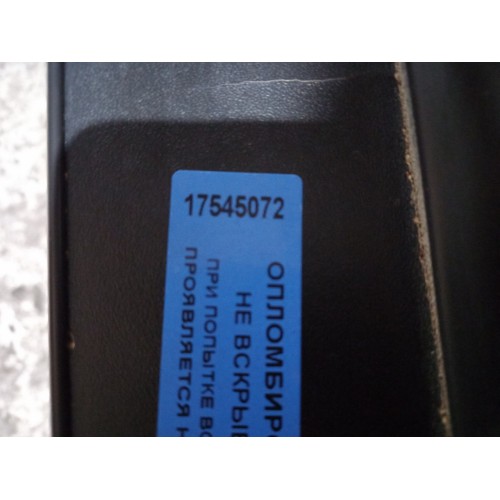 17545072
ОПЛОМБИРО
НЕ ВСКРЫВ
ПРИ ПОПЫТКЕ ВС
ПРОЯВЛЯЕТСЯ Н